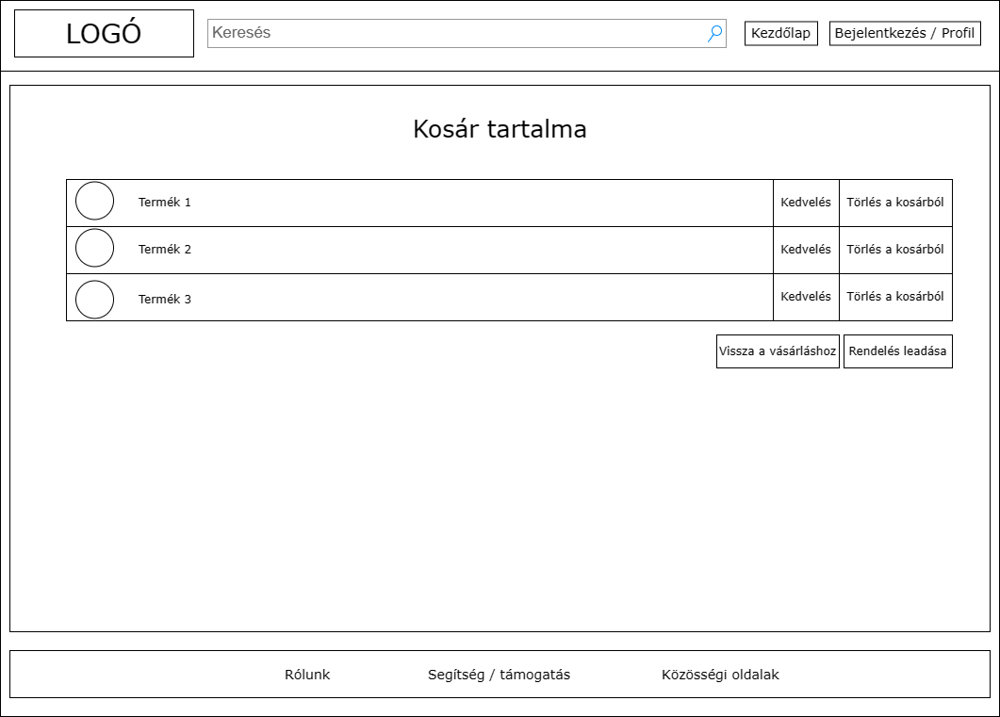 LOGÓ
Keresés
Kezdőlap
Bejelentkezés / Profil
Kosár tartalma
Termék 1
Kedvelés
Törlés a kosárból
Termék 2
Kedvelés
Törlés a kosárból
Termék 3
Kedvelés
Törlés a kosárból
Vissza a vásárláshoz
Rendelés leadása
Rólunk
Segítség / támogatás
Közösségi oldalak